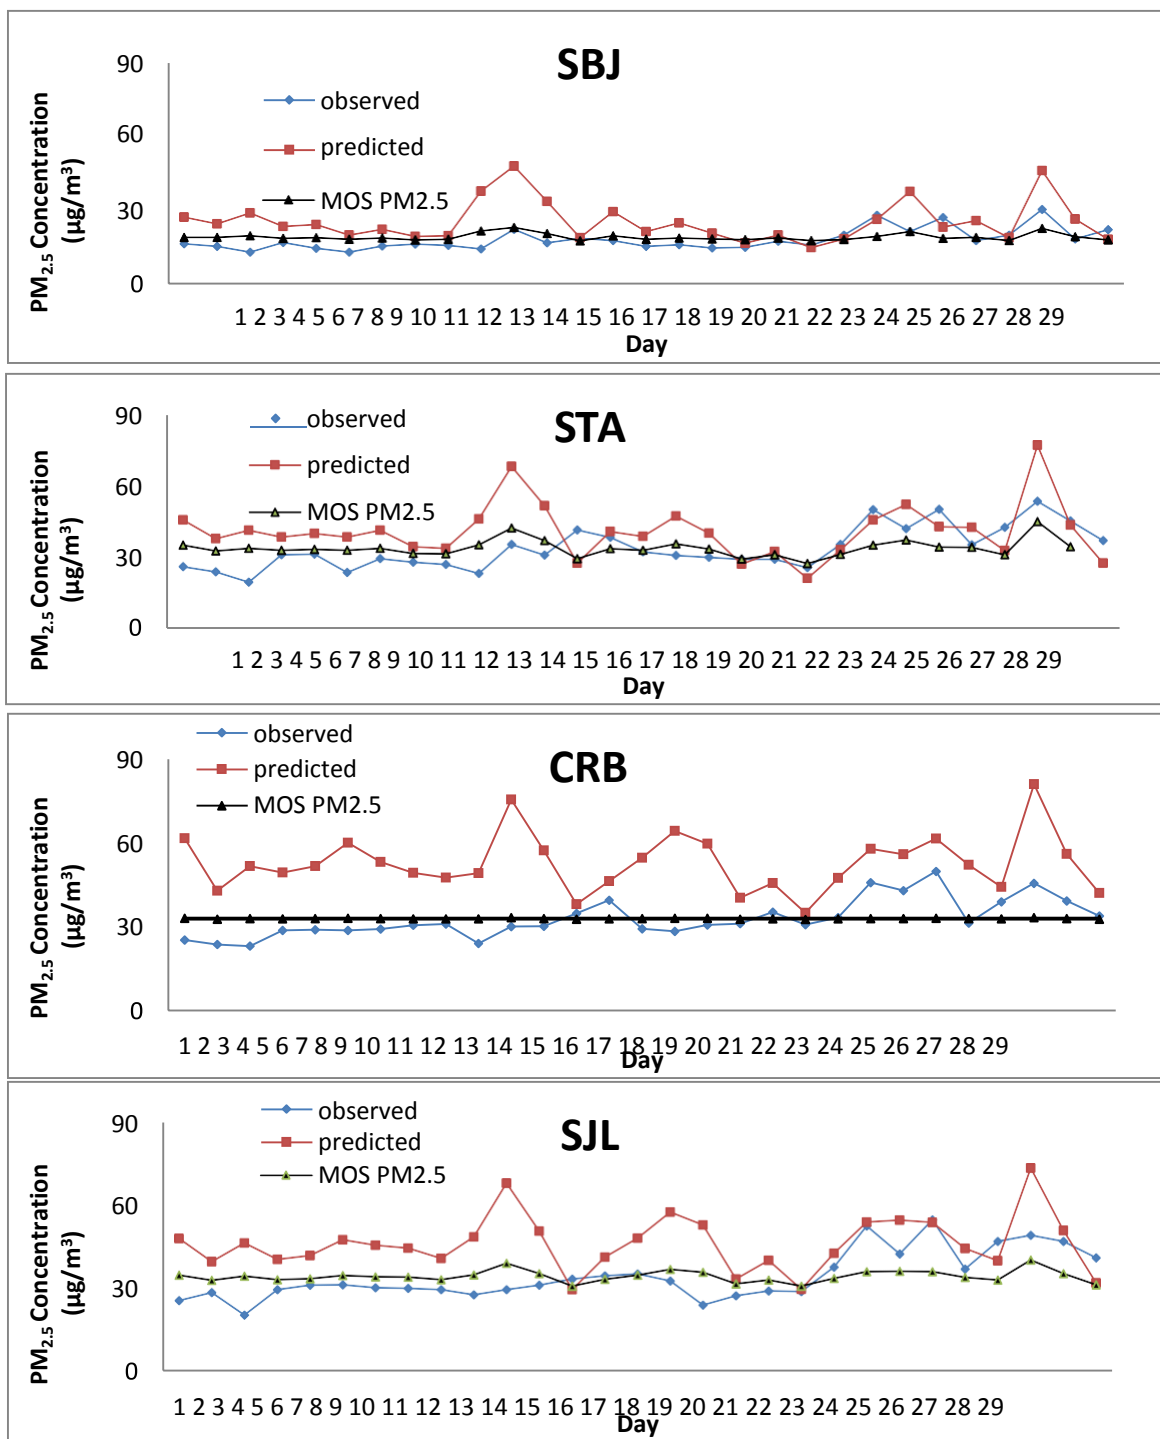 SBJ
90
60
30
0
PM2.5 Concentration
(µg/m³)
observed
predicted
MOS PM2.5
1 2 3 4 5 6 7 8 9 10 11 12 13 14 15 16 17 18 19 20 21 22 23 24 25 26 27 28 29
Day
STA
90
60
30
0
PM2.5 Concentration
(µg/m³)
observed
predicted
MOS PM2.5
1 2 3 4 5 6 7 8 9 10 11 12 13 14 15 16 17 18 19 20 21 22 23 24 25 26 27 28 29
Day
CRB
90
60
30
0
PM2.5 Concentration
(µg/m³)
observed
predicted
MOS PM2.5
1 2 3 4 5 6 7 8 9 10 11 12 13 14 15 16 17 18 19 20 21 22 23 24 25 26 27 28 29
Day
SJL
90
60
30
0
PM2.5 Concentration
(µg/m³)
observed
predicted
MOS PM2.5
1 2 3 4 5 6 7 8 9 10 11 12 13 14 15 16 17 18 19 20 21 22 23 24 25 26 27 28 29
Day